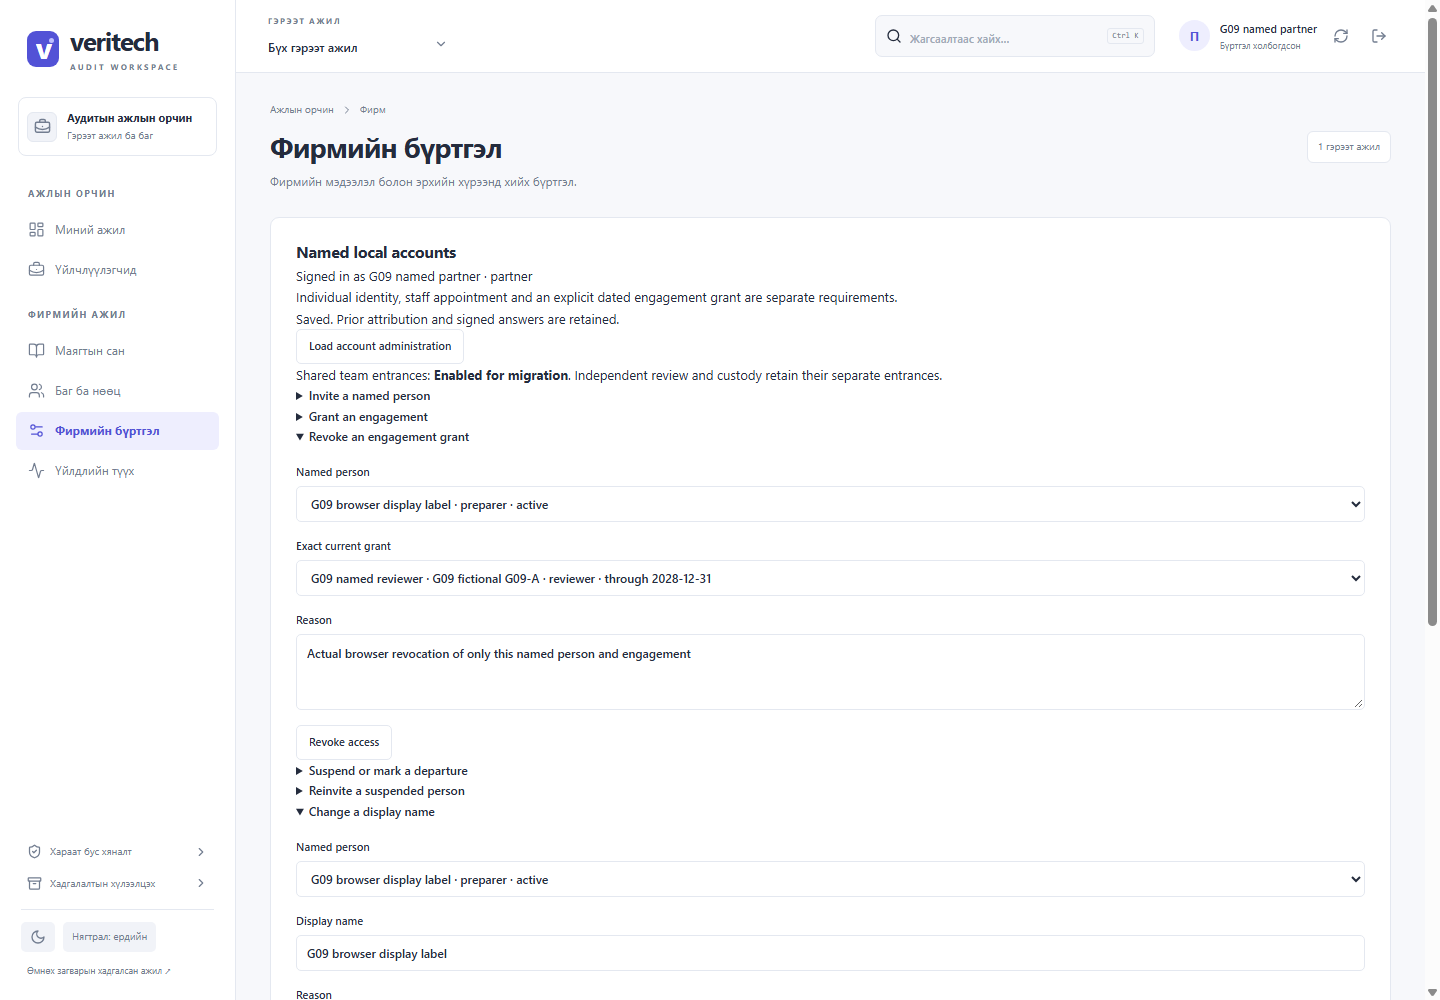 veritech
AUDIT WORKSPACE
Аудитын ажлын орчин
Гэрээт ажил ба баг
АЖЛЫН ОРЧИН
Миний ажил
Үйлчлүүлэгчид
ФИРМИЙН АЖИЛ
Маягтын сан
Баг ба нөөц
Фирмийн бүртгэл
Үйлдлийн түүх
Хараат бус хяналт
Хадгалалтын хүлээлцэх
Нягтрал: ердийн
Өмнөх загварын хадгалсан ажил ↗
ГЭРЭЭТ АЖИЛ
Бүх гэрээт ажил
Жагсаалтаас хайх...
Ctrl K
П
G09 named partner
Бүртгэл холбогдсон
Ажлын орчин > Фирм
Фирмийн бүртгэл
1 гэрээт ажил
Фирмийн мэдээлэл болон эрхийн хүрээнд хийх бүртгэл.
Named local accounts
Signed in as G09 named partner · partner
Individual identity, staff appointment and an explicit dated engagement grant are separate requirements.
Saved. Prior attribution and signed answers are retained.
Load account administration
Shared team entrances: Enabled for migration. Independent review and custody retain their separate entrances.
Invite a named person
Grant an engagement
Revoke an engagement grant
Named person
G09 browser display label · preparer · active
Exact current grant
G09 named reviewer · G09 fictional G09-A · reviewer · through 2028-12-31
Reason
Actual browser revocation of only this named person and engagement
Revoke access
Suspend or mark a departure
Reinvite a suspended person
Change a display name
Named person
G09 browser display label · preparer · active
Display name
G09 browser display label
Reason